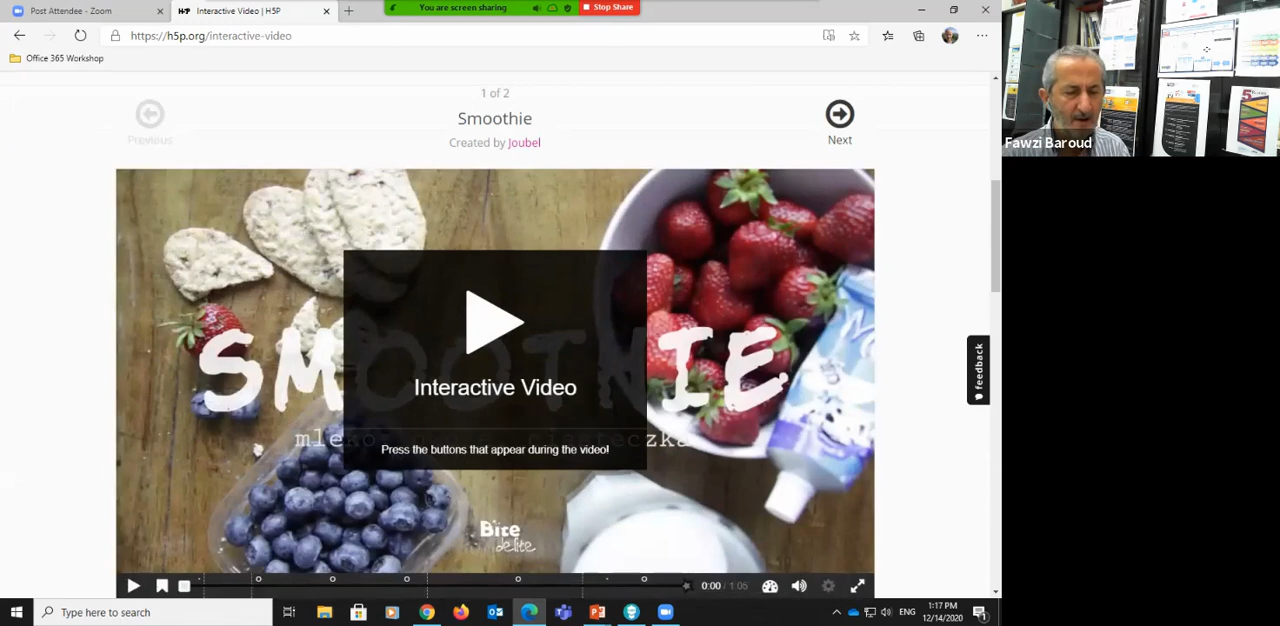 Post Attendee - Zoom
H-P Interactive Video | H5P
You are screen sharing
Stop Share
https://h5p.org/interactive-video
Office 365 Workshop
1 of 2
Previous
Smoothie
Next
Created by Joubel
SMOOTHIE
Interactive Video
mleko
Press the buttons that appear during the video!
Bite
delite
feedback
0:00 / 1:05
Type here to search
ENG
1:17 PM
12/14/2020
Fawzi Baroud